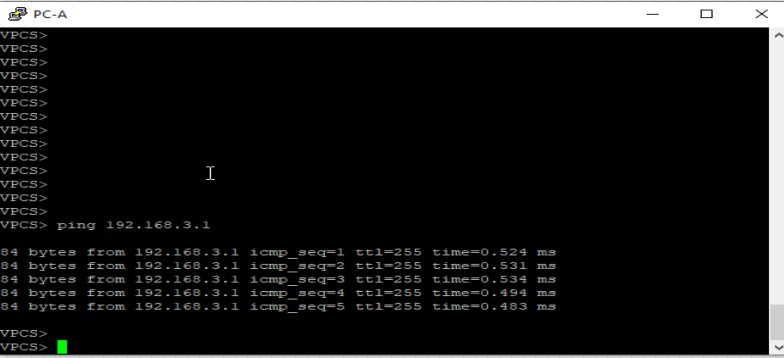 PC-A
VPCS>
VPCS>
VPCS>
VPCS>
VPCS>
VPCS>
VPCS>
VPCS>
VPCS>
VPCS>
VPCS>
VPCS>
VPCS>
VPCS>
VPCS> ping 192.168.3.1
84 bytes from 192.168.3.1 icmp_seq=1 ttl=255 time=0.524 ms
84 bytes from 192.168.3.1 icmp_seq=2 ttl=255 time=0.531 ms
84 bytes from 192.168.3.1 icmp_seq=3 ttl=255 time=0.534 ms
84 bytes from 192.168.3.1 icmp_seq=4 ttl=255 time=0.494 ms
84 bytes from 192.168.3.1 icmp_seq=5 ttl=255 time=0.483 ms
VPCS>
VPCS>